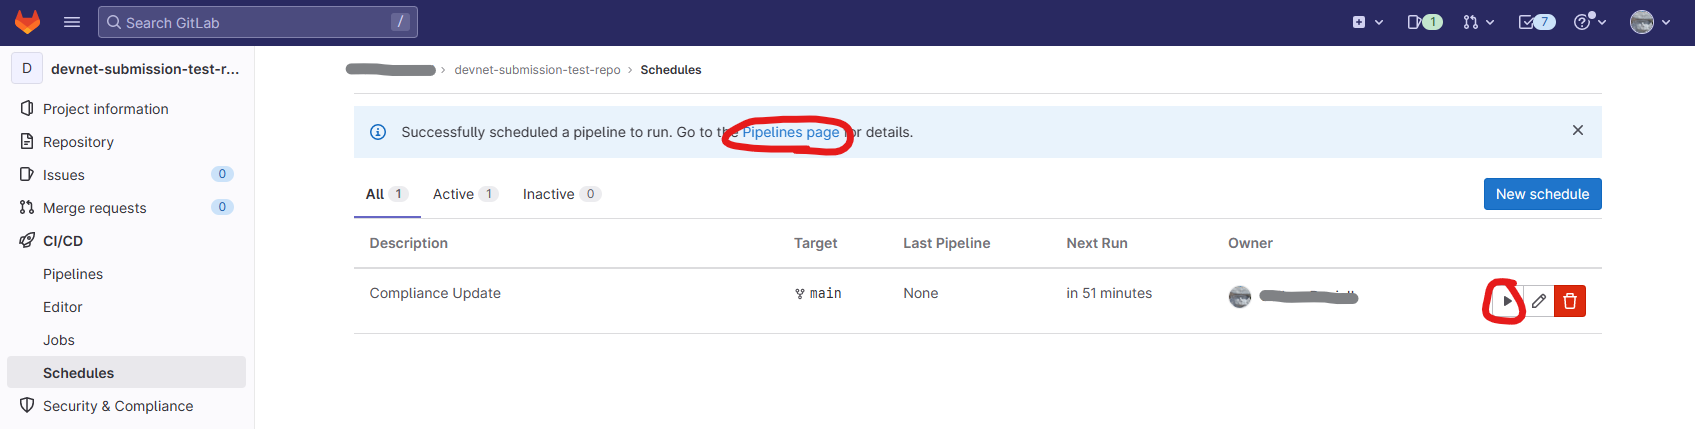 Search GitLab /
1
7
D devnet-submission-test-r...
devnet-submission-test-repo > Schedules
Project information
Repository
Issues 0
Merge requests 0
CI/CD
Pipelines
Editor
Jobs
Schedules
Security & Compliance
Successfully scheduled a pipeline to run. Go to the Pipelines page for details.
All 1 Active 1 Inactive 0
New schedule
Description Target Last Pipeline Next Run Owner
Compliance Update main None in 51 minutes